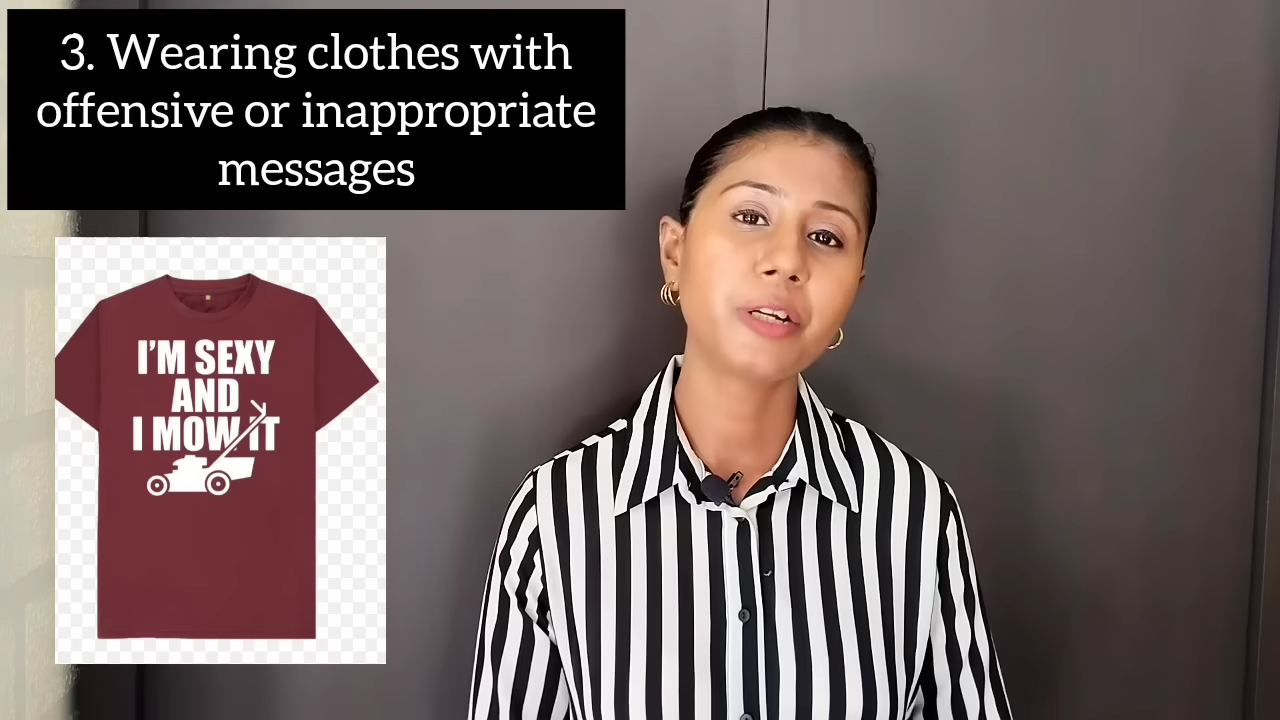 3. Wearing clothes with
offensive or inappropriate
messages
I'M SEXY
AND
I MOW IT